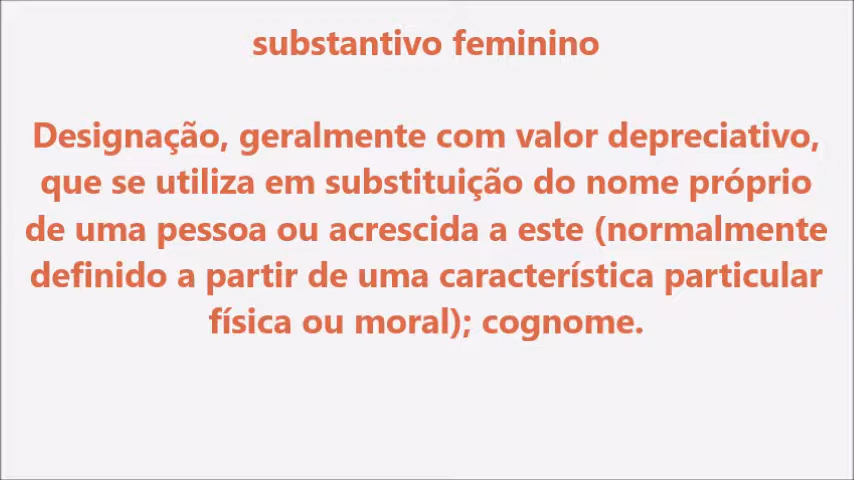 substantivo feminino
Designação, geralmente com valor depreciativo,
que se utiliza em substituição do nome próprio
de uma pessoa ou acrescida a este (normalmente
definido a partir de uma característica particular
física ou moral); cognome.